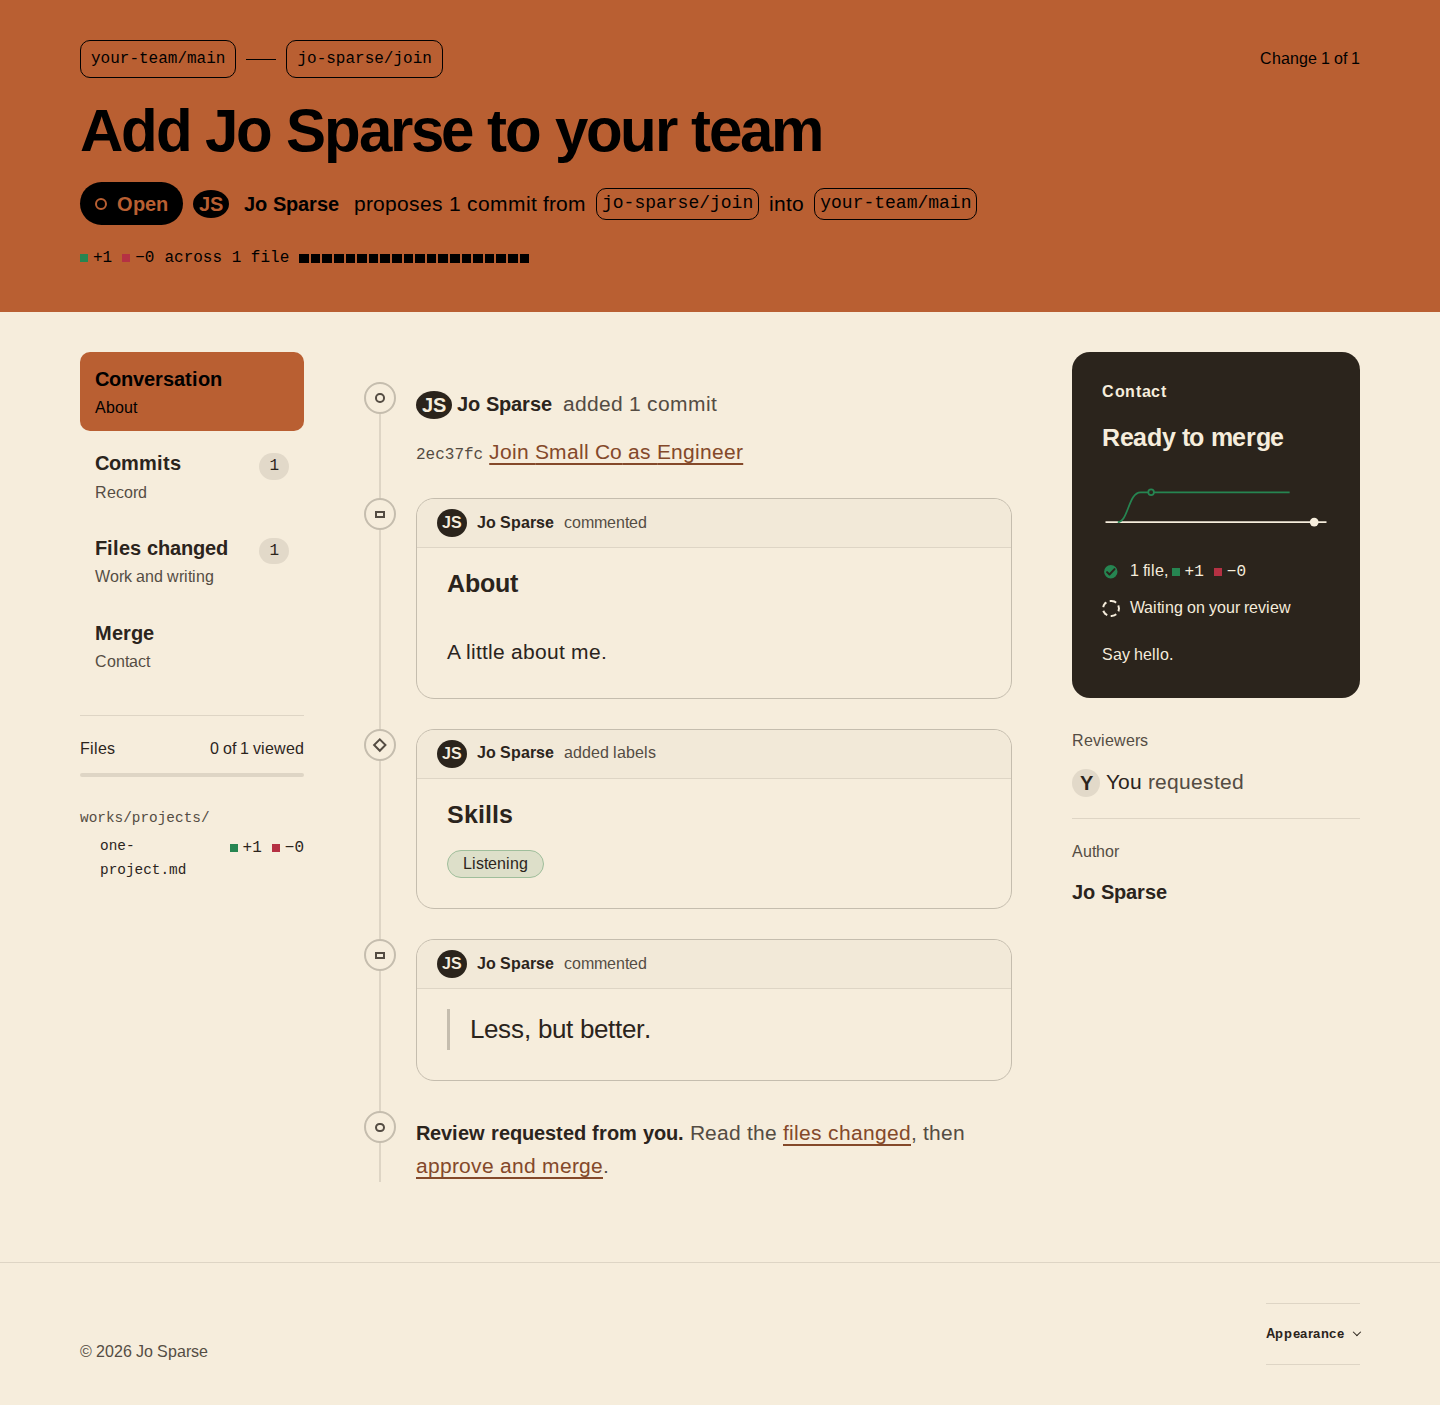 your-team/main jo-sparse/join Change 1 of 1
Add Jo Sparse to your team
Open JS Jo Sparse proposes 1 commit from jo-sparse/join into your-team/main
+1 −0 across 1 file
Conversation
About
Commits 1
Record
Files changed 1
Work and writing
Merge
Contact
Files 0 of 1 viewed
works/projects/
one- +1 −0
project.md
JS Jo Sparse added 1 commit
2ec37fc Join Small Co as Engineer
JS Jo Sparse commented
About
A little about me.
JS Jo Sparse added labels
Skills
Listening
JS Jo Sparse commented
Less, but better.
Review requested from you. Read the files changed, then
approve and merge.
Contact
Ready to merge
1 file, +1 −0
Waiting on your review
Say hello.
Reviewers
Y You requested
Author
Jo Sparse
© 2026 Jo Sparse
Appearance